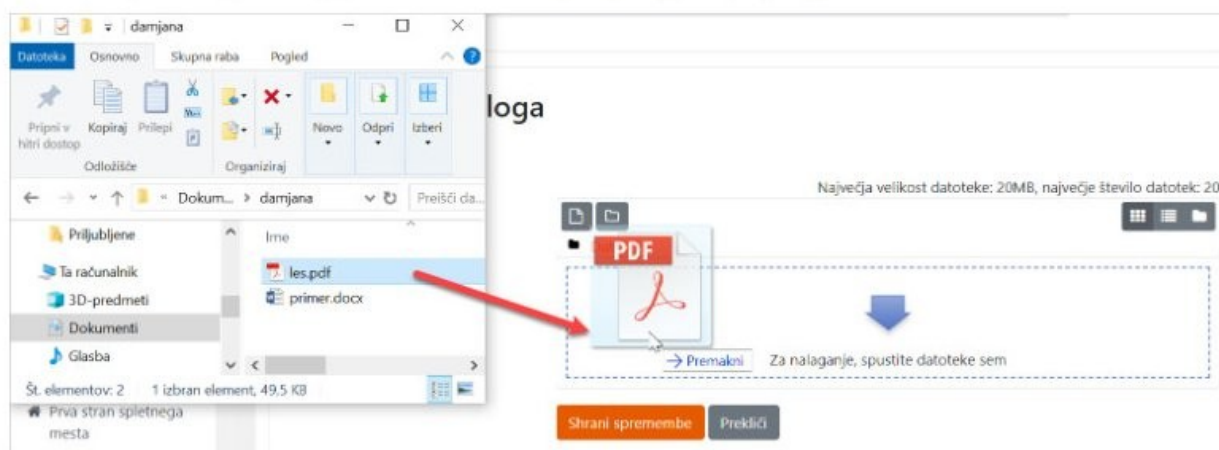 damjana
Datoteka Osnovno Skupna raba Pogled
Pripni v hitri dostop
Kopiraj
Prilepi
Novo
Odpri
Izberi
Odložišče
Organiziraj
Dokum... > damjana
Preišči da...
Priljubljene
Ta računalnik
3D-predmeti
Dokumenti
Glasba
Ime
les.pdf
primer.docx
Št. elementov: 2 1 izbran element, 49,5 KB
Prva stran spletnega
mesta
loga
Največja velikost datoteke: 20MB, največje število datotek: 20
PDF
Premakni
Za nalaganje, spustite datoteke sem
Shrani spremembe
Prekliči